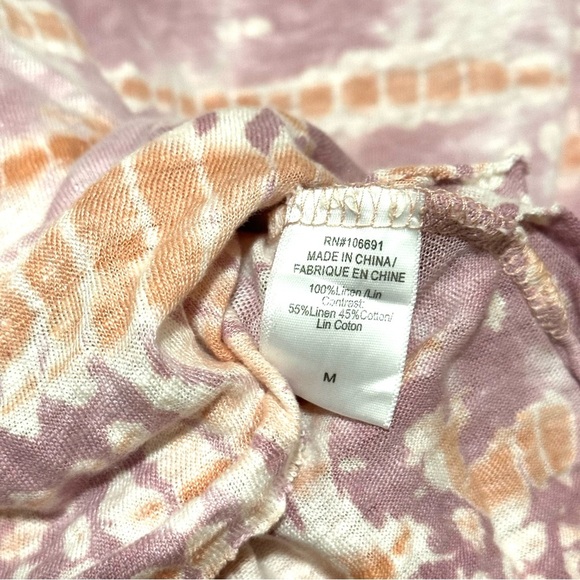 RN#106691
MADE IN CHINA/
FABRIQUE EN CHINE
100%Linen /Lin
Contrast:
55%Linen 45%Cotton/
Lin Coton
M